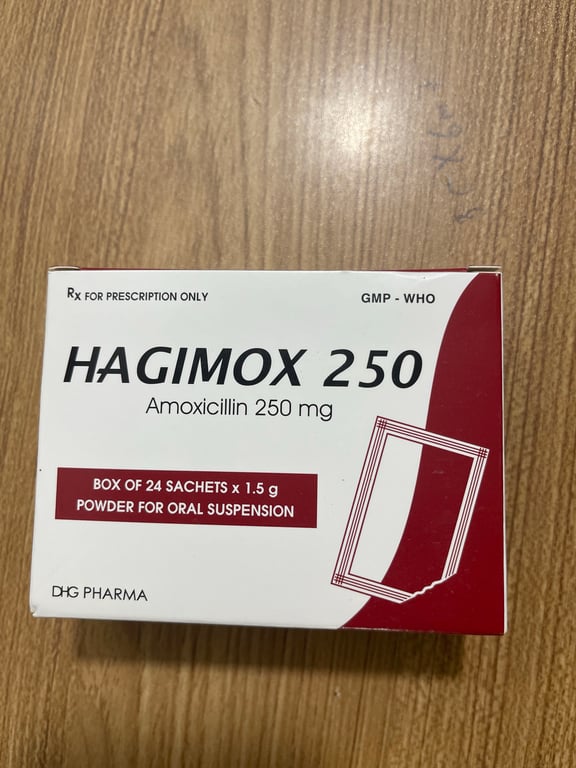 Rx FOR PRESCRIPTION ONLY
GMP - WHO
HAGIMOX 250
Amoxicillin 250 mg
BOX OF 24 SACHETS x 1.5 g
POWDER FOR ORAL SUSPENSION
DHG PHARMA